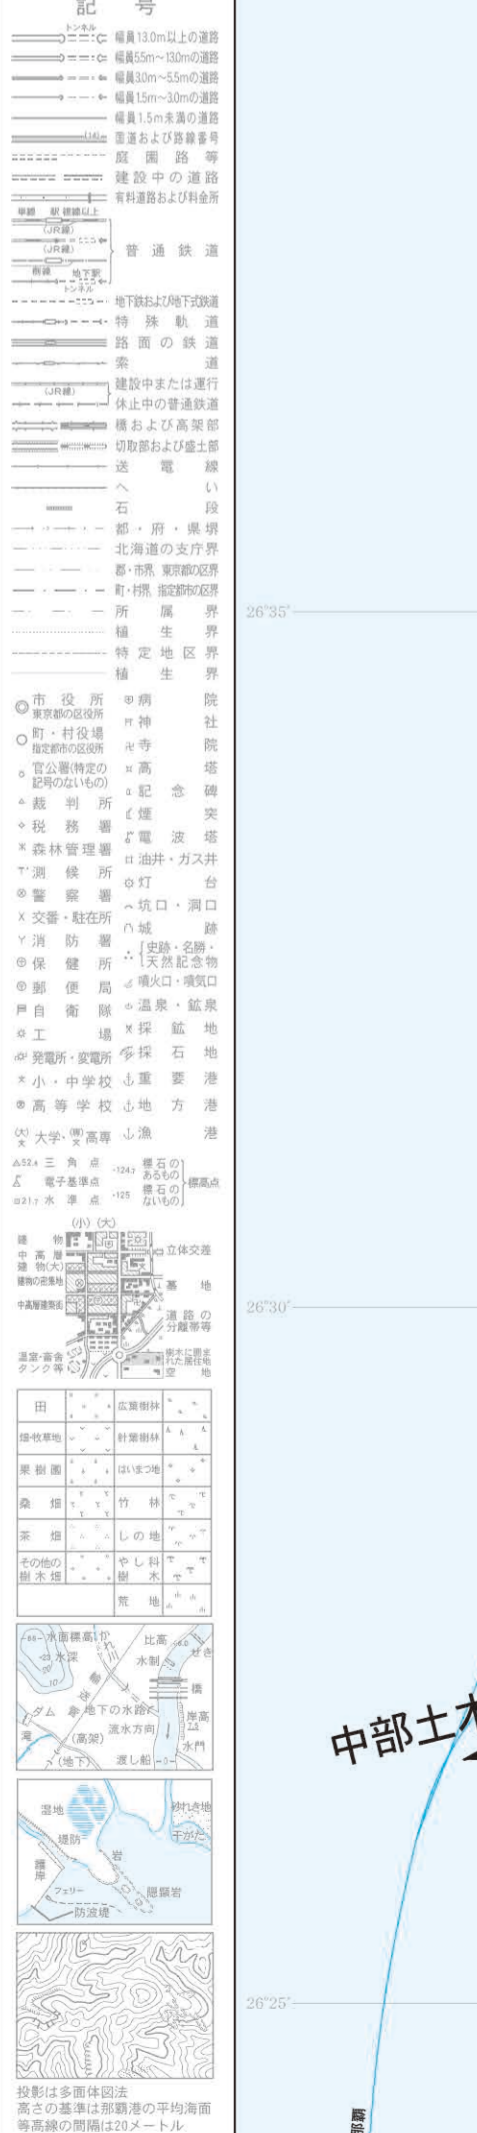 記 号
トンネル
幅員13.0m以上の道路
幅員5.5m～13.0mの道路
幅員3.0m～5.5mの道路
幅員1.5m～3.0mの道路
幅員1.5m未満の道路
国道および路線番号
庭園路等
建設中の道路
有料道路および料金所
単線 駅 複線以上
(JR線)
(JR線)
普通鉄道
側線 地下駅
トンネル
地下鉄および地下式鉄道
特殊軌道
路面の鉄道
索道
建設中または運行
(JR線)
休止中の普通鉄道
橋および高架部
切取部および盛土部
送電線
へい
石段
都・府・県堺
北海道の支庁界
郡・市界、東京都の区界
町・村界、指定都市の区界
所属界
植生界
特定地区界
植生界
市役所
東京都の区役所
町・村役場
指定都市の区役所
官公署(特定の
記号のないもの)
裁判所
税務署
森林管理署
測候所
警察署
交番・駐在所
消防署
保健所
郵便局
自衛隊
工場
発電所・変電所
小・中学校
高等学校
(大)文 大学、(専)文 高専
病院
神社
寺院
高塔
記念碑
煙突
電波塔
油井・ガス井
灯台
坑口・洞口
城跡
史跡・名勝・
天然記念物
噴火口・噴気口
温泉・鉱泉
採鉱地
採石地
重要港
地方港
漁港
52.4 三角点
電子基準点
21.7 水準点
・124.7 標石の
あるもの
・125 標石の
ないもの
標高点
(小) (大)
建物
中高層
建物(大)
建物の密集地
中高層建築街
温室・畜舎
タンク等
立体交差
墓地
道路の
分離帯等
樹木に囲ま
れた居住地
空地
田 広葉樹林
畑・牧草地 針葉樹林
果樹園 はいまつ地
桑畑 竹林
茶畑 しの地
その他の
樹木畑
やし科
樹木
荒地
水面標高
水深
かれ川
輸送管
比高
せき
水制
橋
ダム
滝
地下の水路
流水方向
岸高
水門
(高架)
(地下)
渡し船
湿地
砂れき地
干がた
堤防
岩
護岸
フェリー
隠顕岩
防波堤
投影は多面体図法
高さの基準は那覇港の平均海面
等高線の間隔は20メートル
26°35′
26°30′
中部土木
26°25′
那覇